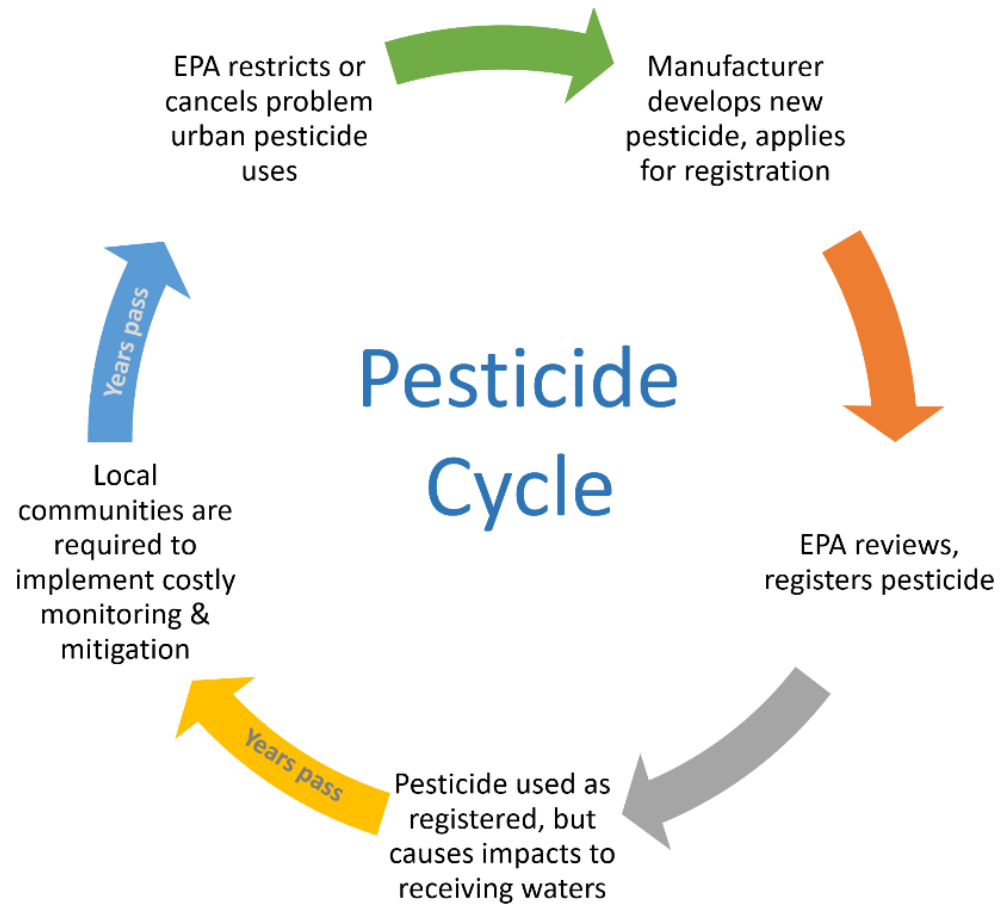 EPA restricts or
cancels problem
urban pesticide
uses
Manufacturer
develops new
pesticide, applies
for registration
Years pass
Pesticide
Cycle
Local
communities are
required to
implement costly
monitoring &
mitigation
EPA reviews,
registers pesticide
Years pass
Pesticide used as
registered, but
causes impacts to
receiving waters